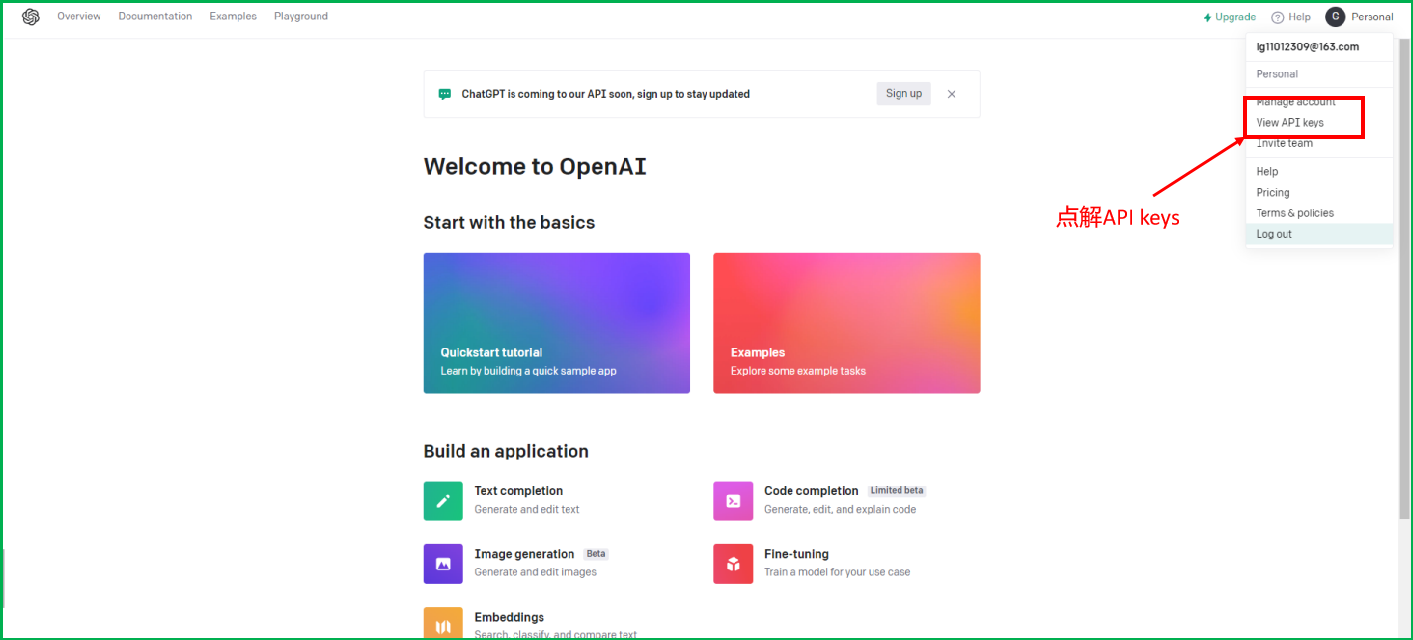 Overview Documentation Examples Playground
Upgrade Help G Personal
lg11012309@163.com
Personal
Manage account
View API keys
Invite team
Help
Pricing
Terms & policies
Log out
点解API keys
ChatGPT is coming to our API soon, sign up to stay updated Sign up
Welcome to OpenAI
Start with the basics
Quickstart tutorial
Learn by building a quick sample app
Examples
Explore some example tasks
Build an application
Text completion
Generate and edit text
Code completion Limited beta
Generate, edit, and explain code
Image generation Beta
Generate and edit images
Fine-tuning
Train a model for your use case
Embeddings
Search, classify, and compare text